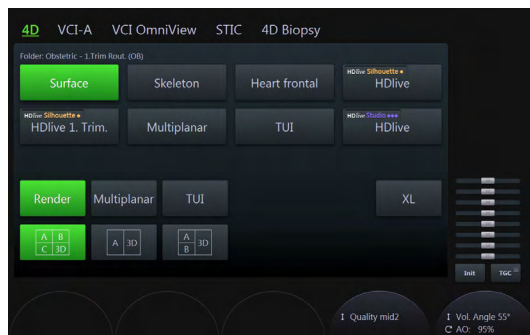 4D VCI-A VCI OmniView STIC 4D Biopsy
Folder: Obstetric - 1.Trim Rout. (OB)
Surface Skeleton Heart frontal HDlive Silhouette HDlive
HDlive Silhouette HDlive 1. Trim. Multiplanar TUI HDlive Studio HDlive
Render Multiplanar TUI XL
A B A 3D A 3D
C 3D B
Init TGC
Quality mid2 Vol. Angle 55°
AO: 95%